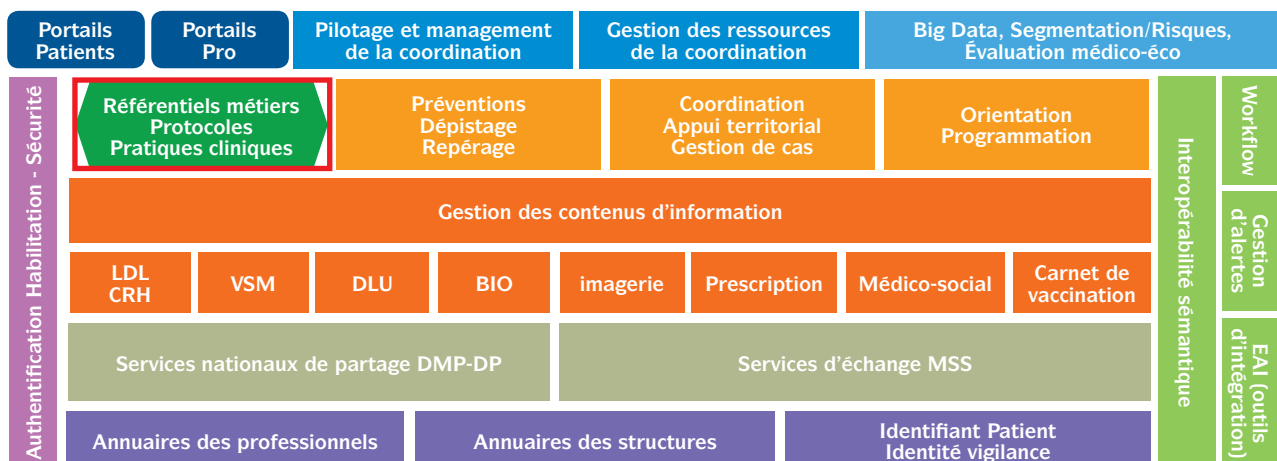 Portails
Patients
Portails
Pro
Pilotage et management
de la coordination
Gestion des ressources
de la coordination
Big Data, Segmentation/Risques,
Évaluation médico-éco
Authentification Habilitation - Sécurité
Référentiels métiers
Protocoles
Pratiques cliniques
Préventions
Dépistage
Repérage
Coordination
Appui territorial
Gestion de cas
Orientation
Programmation
Interopérabilité sémantique
Workflow
Gestion des contenus d'information
Gestion
d'alertes
LDL
CRH
VSM
DLU
BIO
imagerie
Prescription
Médico-social
Carnet de
vaccination
Services nationaux de partage DMP-DP
Services d'échange MSS
EAI (outils
d'intégration)
Annuaires des professionnels
Annuaires des structures
Identifiant Patient
Identité vigilance